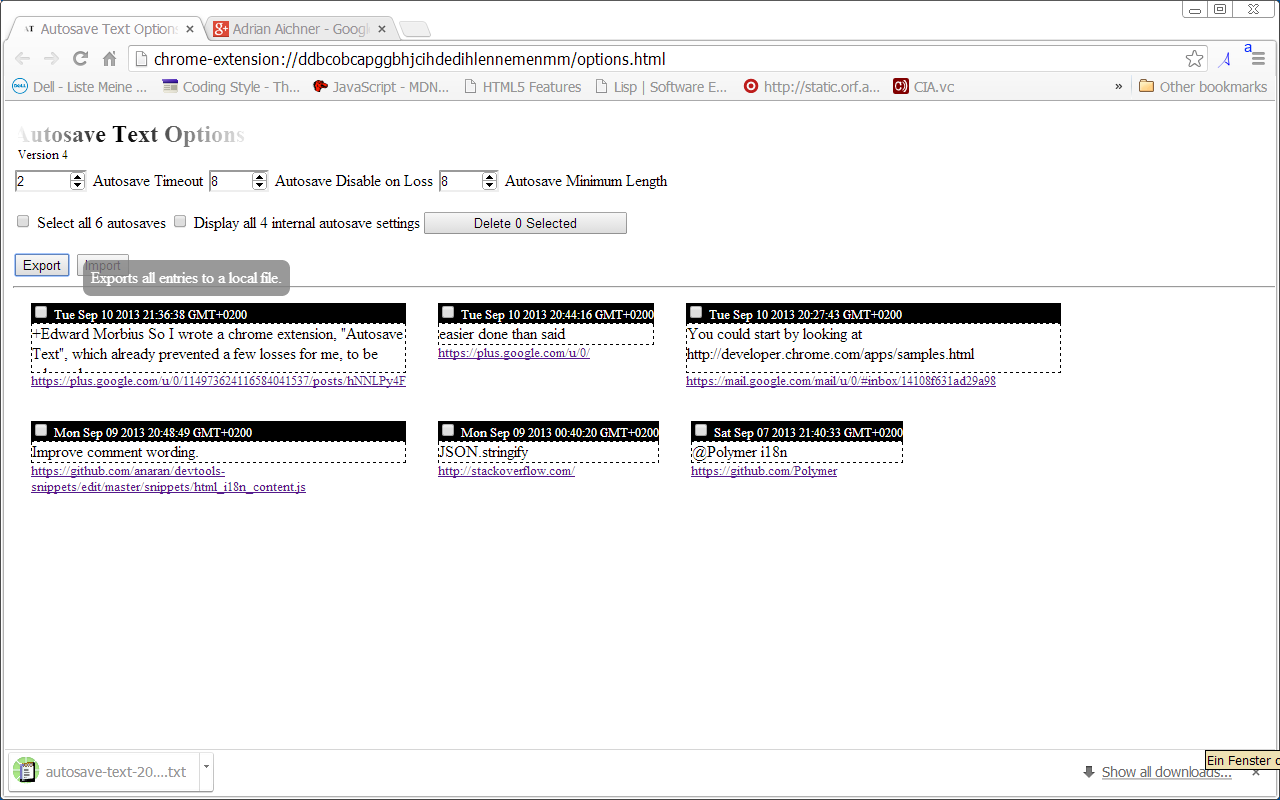 Autosave Text Options
Adrian Aichner - Goog
chrome-extension://ddbcobcapggbhjcihdedihlennemenmm/options.html
a
Dell - Liste Meine ...
Coding Style - Th...
JavaScript - MDN...
HTML5 Features
Lisp | Software E...
http://static.orf.a...
CIA.vc
»
Other bookmarks
Autosave Text Options
Version 4
2 Autosave Timeout 8 Autosave Disable on Loss 8 Autosave Minimum Length
Select all 6 autosaves Display all 4 internal autosave settings Delete 0 Selected
Export Import
Exports all entries to a local file.
Tue Sep 10 2013 21:36:38 GMT+0200
+Edward Morbius So I wrote a chrome extension, "Autosave
Text", which already prevented a few losses for me, to be
https://plus.google.com/u/0/114973624116584041537/posts/hNNLPy4F
Tue Sep 10 2013 20:44:16 GMT+0200
easier done than said
https://plus.google.com/u/0/
Tue Sep 10 2013 20:27:43 GMT+0200
You could start by looking at
http://developer.chrome.com/apps/samples.html
https://mail.google.com/mail/u/0/#inbox/14108f631ad29a98
Mon Sep 09 2013 20:48:49 GMT+0200
Improve comment wording.
https://github.com/anaran/devtools-
snippets/edit/master/snippets/html_i18n_content.js
Mon Sep 09 2013 00:40:20 GMT+0200
JSON.stringify
http://stackoverflow.com/
Sat Sep 07 2013 21:40:33 GMT+0200
@Polymer i18n
https://github.com/Polymer
autosave-text-20....txt
Show all downloads...
Ein Fenster